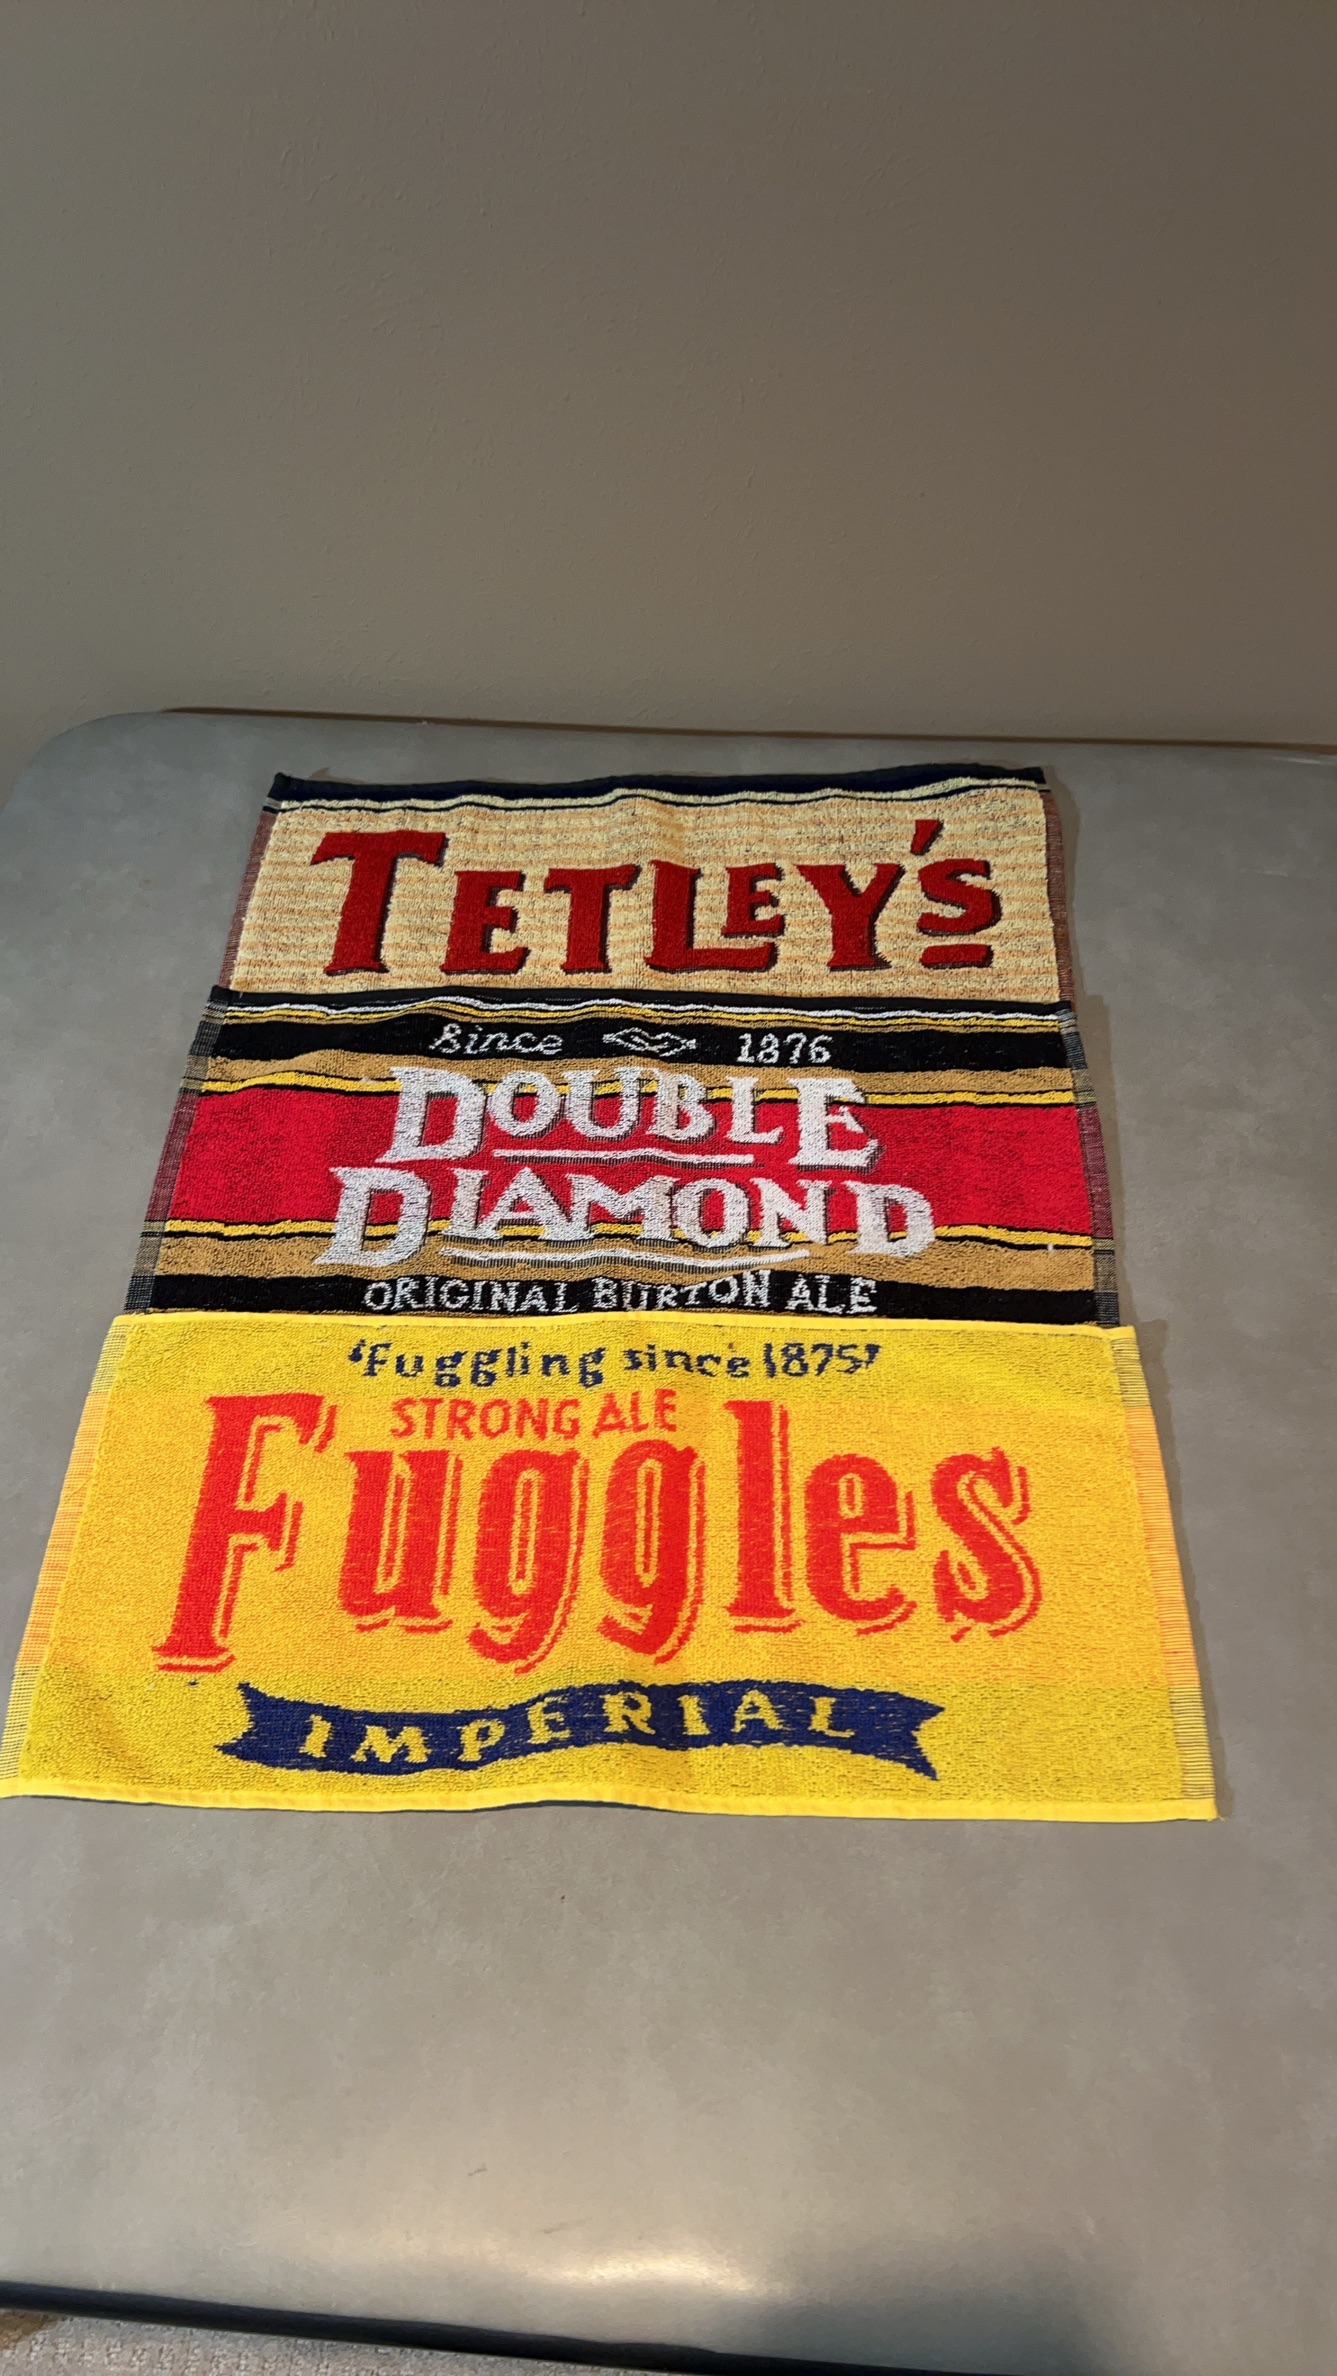 TETLEY'S
Since 1876
DOUBLE
DIAMOND
ORIGINAL BURTON ALE
'Fuggling since 1875'
STRONG ALE
Fuggles
IMPERIAL